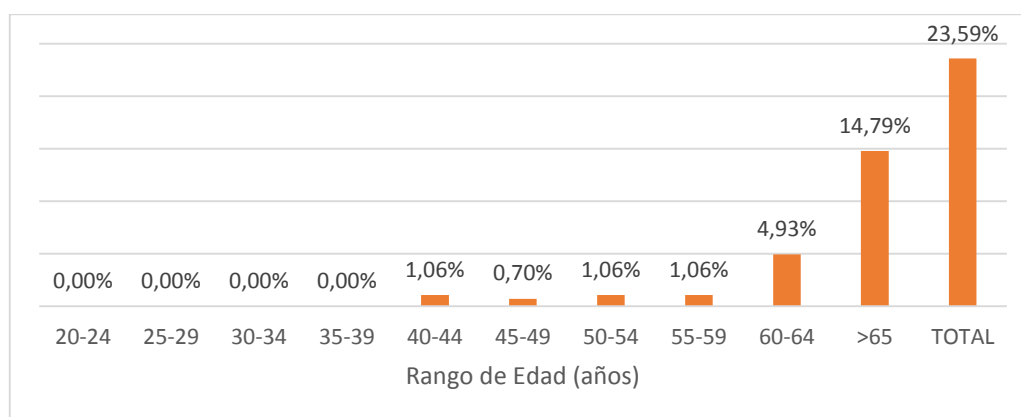 23,59%
14,79%
4,93%
1,06% 0,70% 1,06% 1,06%
0,00% 0,00% 0,00% 0,00%
20-24 25-29 30-34 35-39 40-44 45-49 50-54 55-59 60-64 >65 TOTAL
Rango de Edad (años)